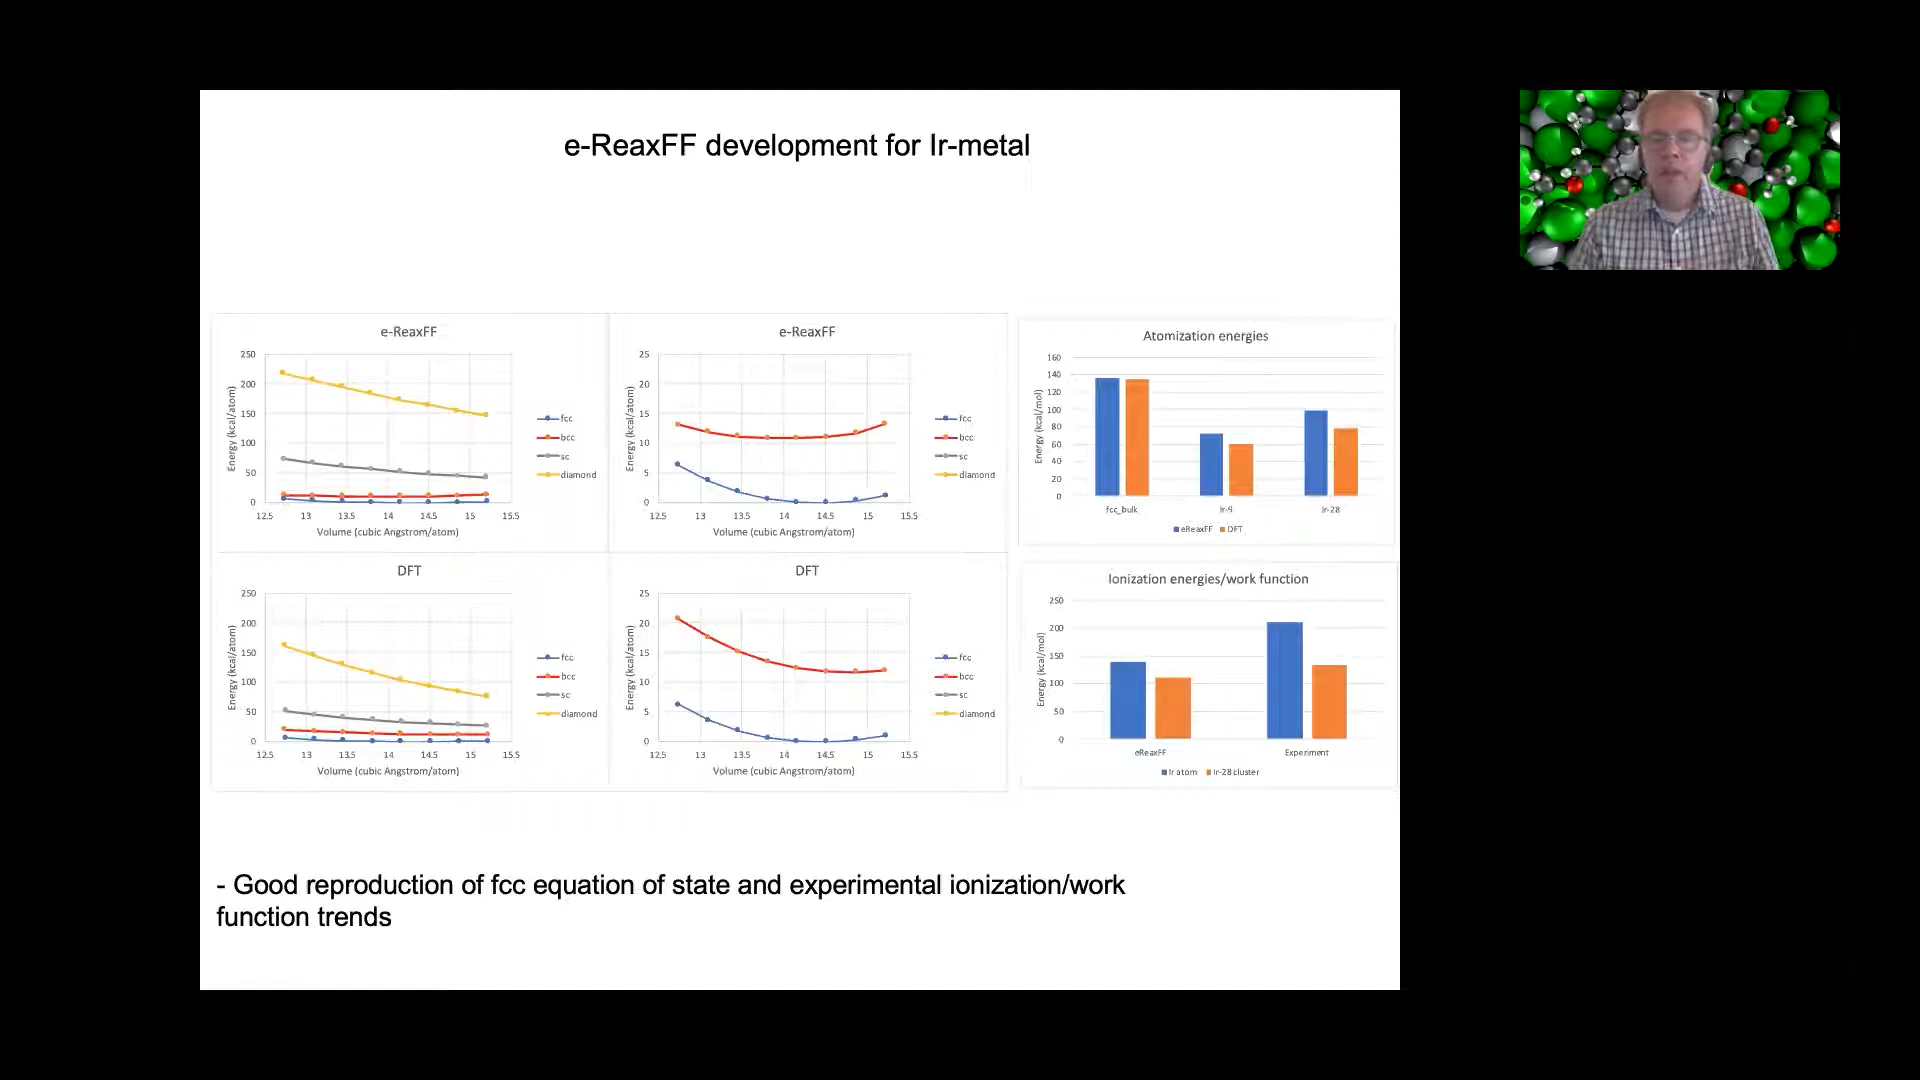 e-ReaxFF development for Ir-metal
e-ReaxFF
250
200
150
100
50
0
12.5 13 13.5 14 14.5 15 15.5
Energy (kcal/atom)
Volume (cubic Angstrom/atom)
fcc
bcc
sc
diamond
e-ReaxFF
25
20
15
10
5
0
12.5 13 13.5 14 14.5 15 15.5
Energy (kcal/atom)
Volume (cubic Angstrom/atom)
fcc
bcc
sc
diamond
Atomization energies
160
140
120
100
80
60
40
20
0
Energy (kcal/mol)
fcc_bulk Ir-9 Ir-28
eReaxFF DFT
DFT
250
200
150
100
50
0
12.5 13 13.5 14 14.5 15 15.5
Energy (kcal/atom)
Volume (cubic Angstrom/atom)
fcc
bcc
sc
diamond
DFT
25
20
15
10
5
0
12.5 13 13.5 14 14.5 15 15.5
Energy (kcal/atom)
Volume (cubic Angstrom/atom)
fcc
bcc
sc
diamond
Ionization energies/work function
250
200
150
100
50
0
Energy (kcal/mol)
eReaxFF Experiment
Ir atom Ir-28 cluster
- Good reproduction of fcc equation of state and experimental ionization/work
function trends